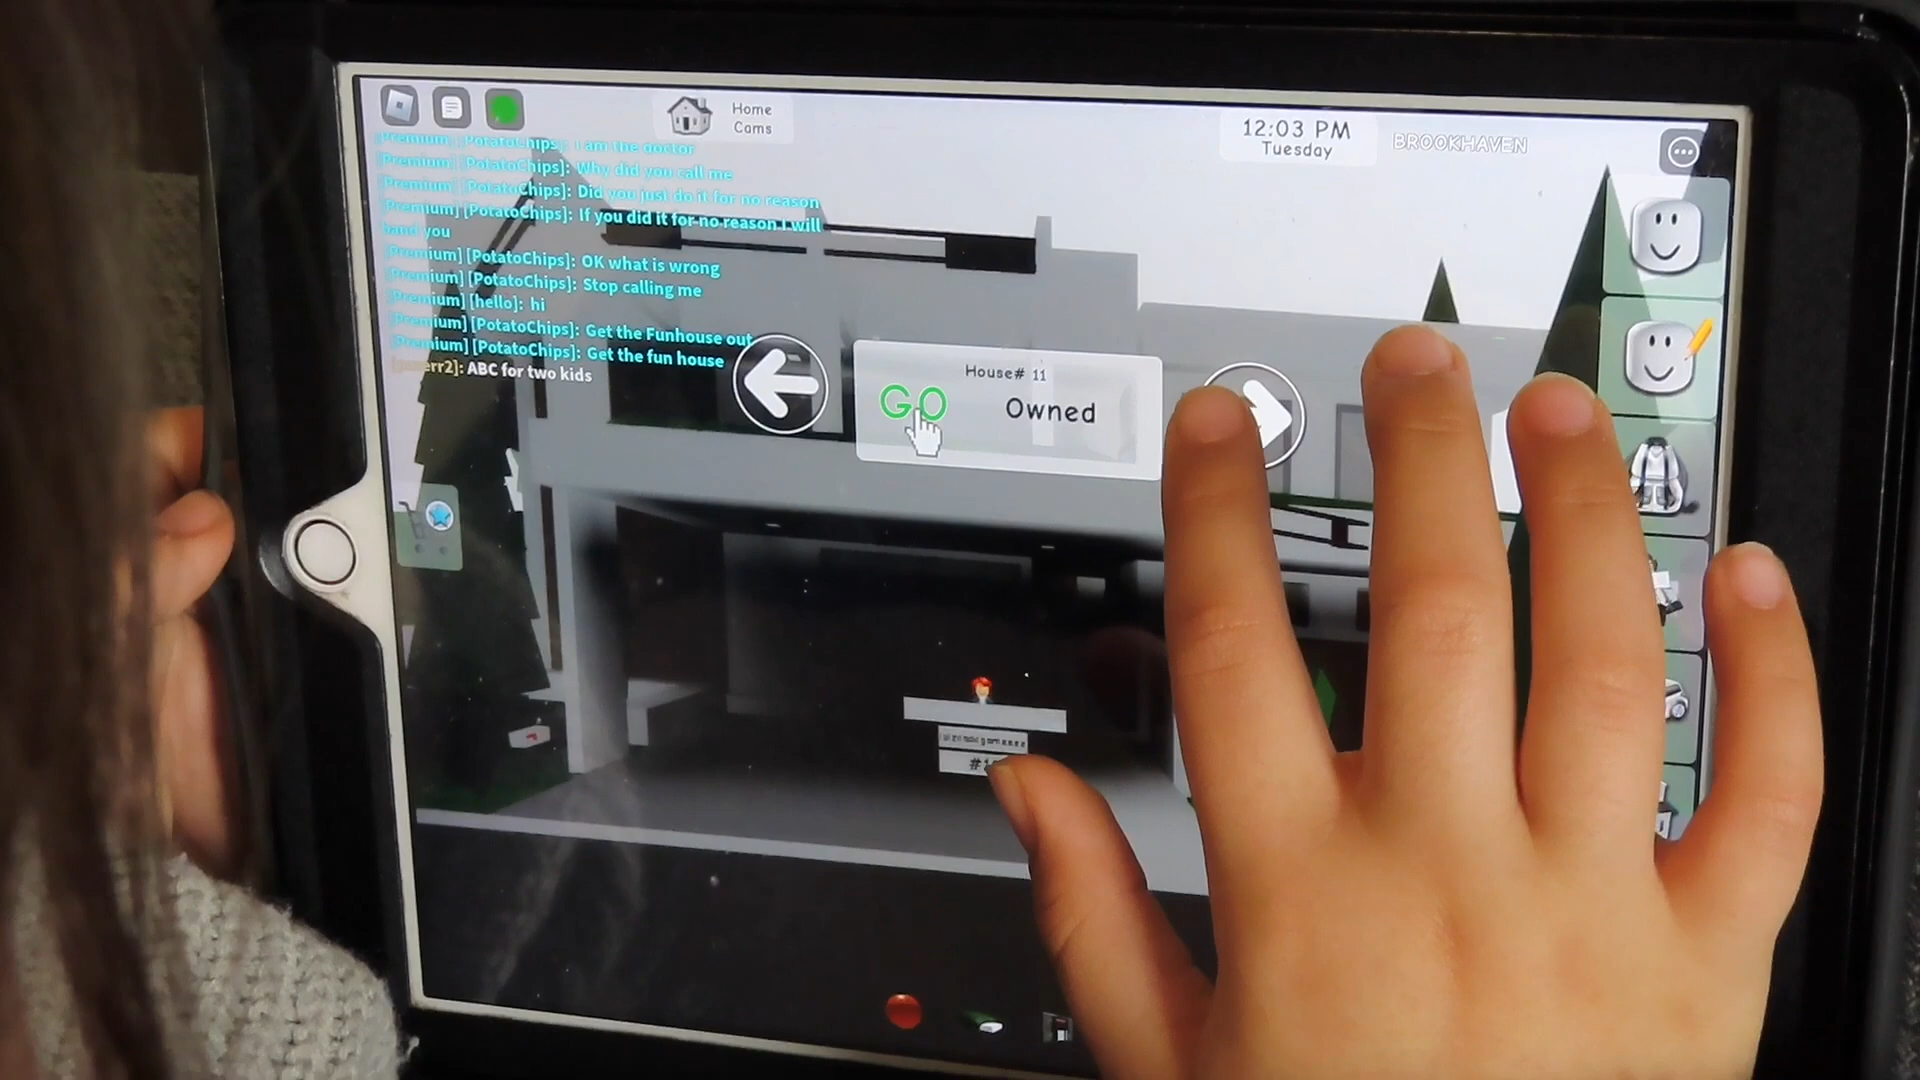 Home
Cams
12:03 PM
Tuesday
BROOKHAVEN
[Premium] [PotatoChips]: I am the doctor
[Premium] [PotatoChips]: Why did you call me
[Premium] [PotatoChips]: Did you just do it for no reason
[Premium] [PotatoChips]: If you did it for no reason I will
band you
[Premium] [PotatoChips]: OK what is wrong
[Premium] [PotatoChips]: Stop calling me
[Premium] [hello]: hi
[Premium] [PotatoChips]: Get the Funhouse out
[Premium] [PotatoChips]: Get the fun house
ABC for two kids
House# 11
GO
Owned